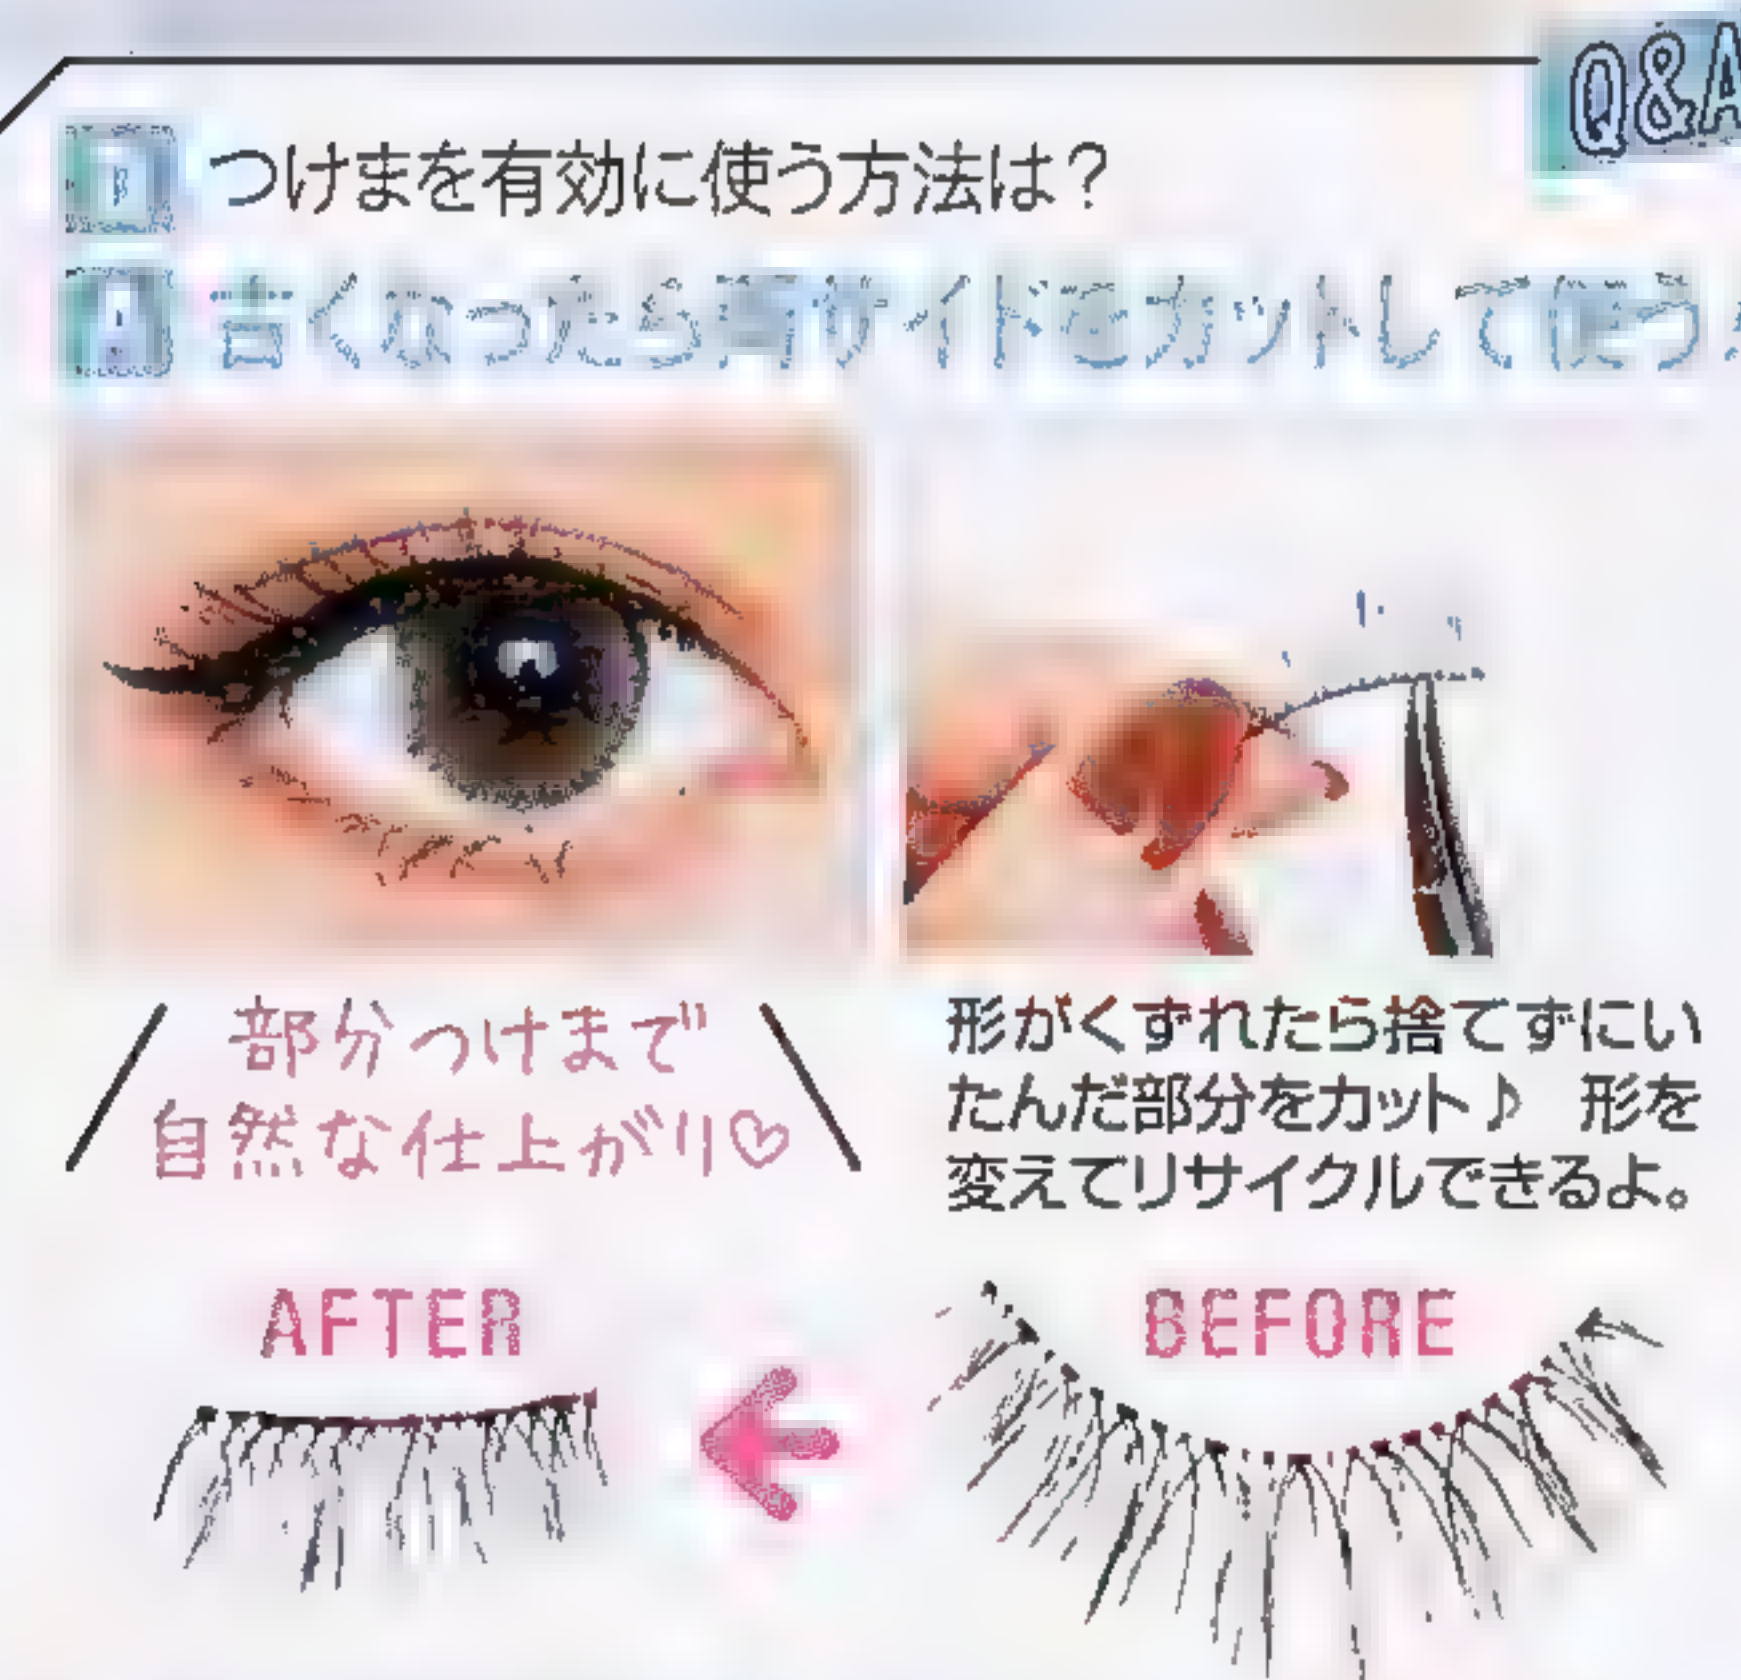 Q&A
つけまを有効に使う方法は？
A 古くなったら両サイドをカットして使う
部分つけまで
自然な仕上がり♡
形がくずれたら捨てずにい
たんだ部分をカット♪ 形を
変えてリサイクルできるよ。
AFTER
BEFORE